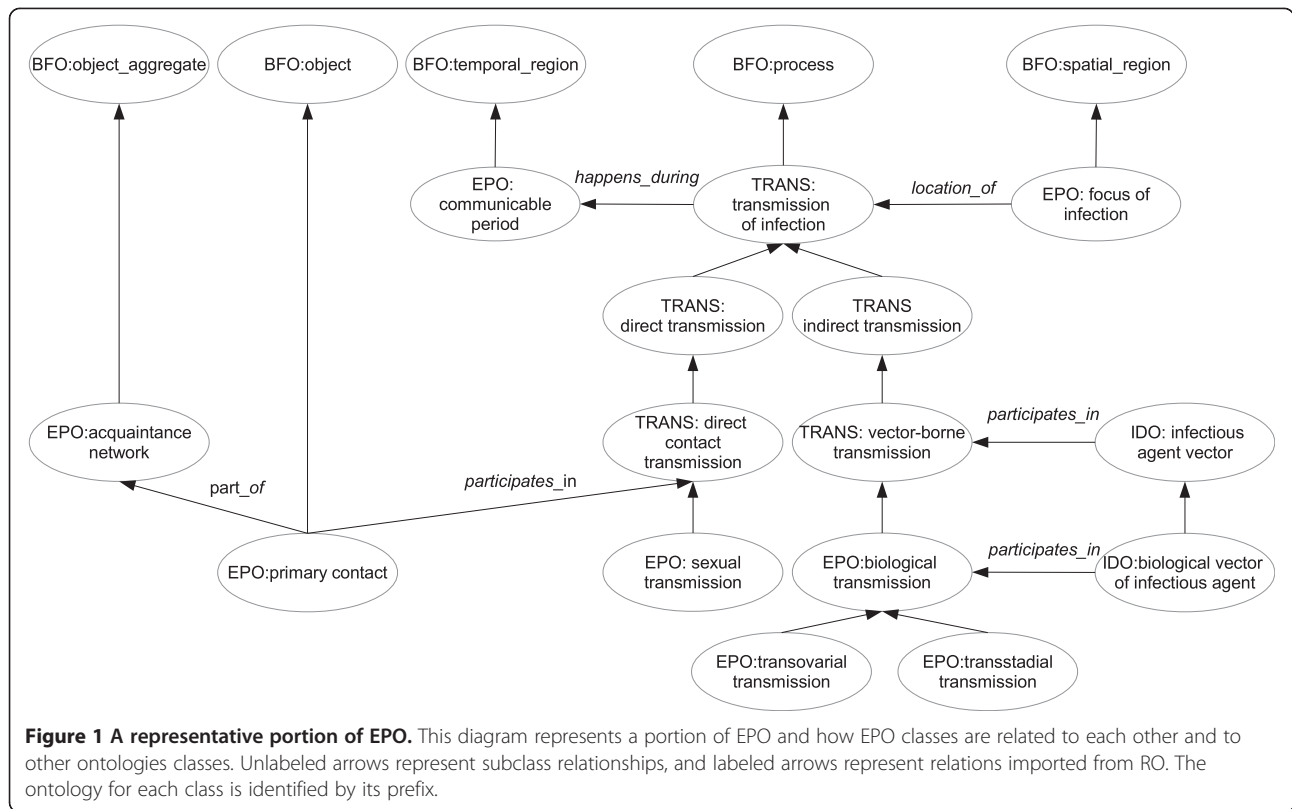 BFO:object_aggregate
BFO:object
BFO:temporal_region
BFO:process
BFO:spatial_region
EPO:
communicable
period
happens_during
TRANS:
transmission
of infection
location_of
EPO: focus of
infection
TRANS:
direct transmission
TRANS
indirect transmission
EPO:acquaintance
network
TRANS: direct
contact
transmission
TRANS: vector-borne
transmission
participates_in
IDO: infectious
agent vector
part_of
participates_in
EPO:primary contact
EPO: sexual
transmission
EPO:biological
transmission
participates_in
IDO:biological vector
of infectious agent
EPO:transovarial
transmission
EPO:transstadial
transmission
Figure 1 A representative portion of EPO. This diagram represents a portion of EPO and how EPO classes are related to each other and to
other ontologies classes. Unlabeled arrows represent subclass relationships, and labeled arrows represent relations imported from RO. The
ontology for each class is identified by its prefix.